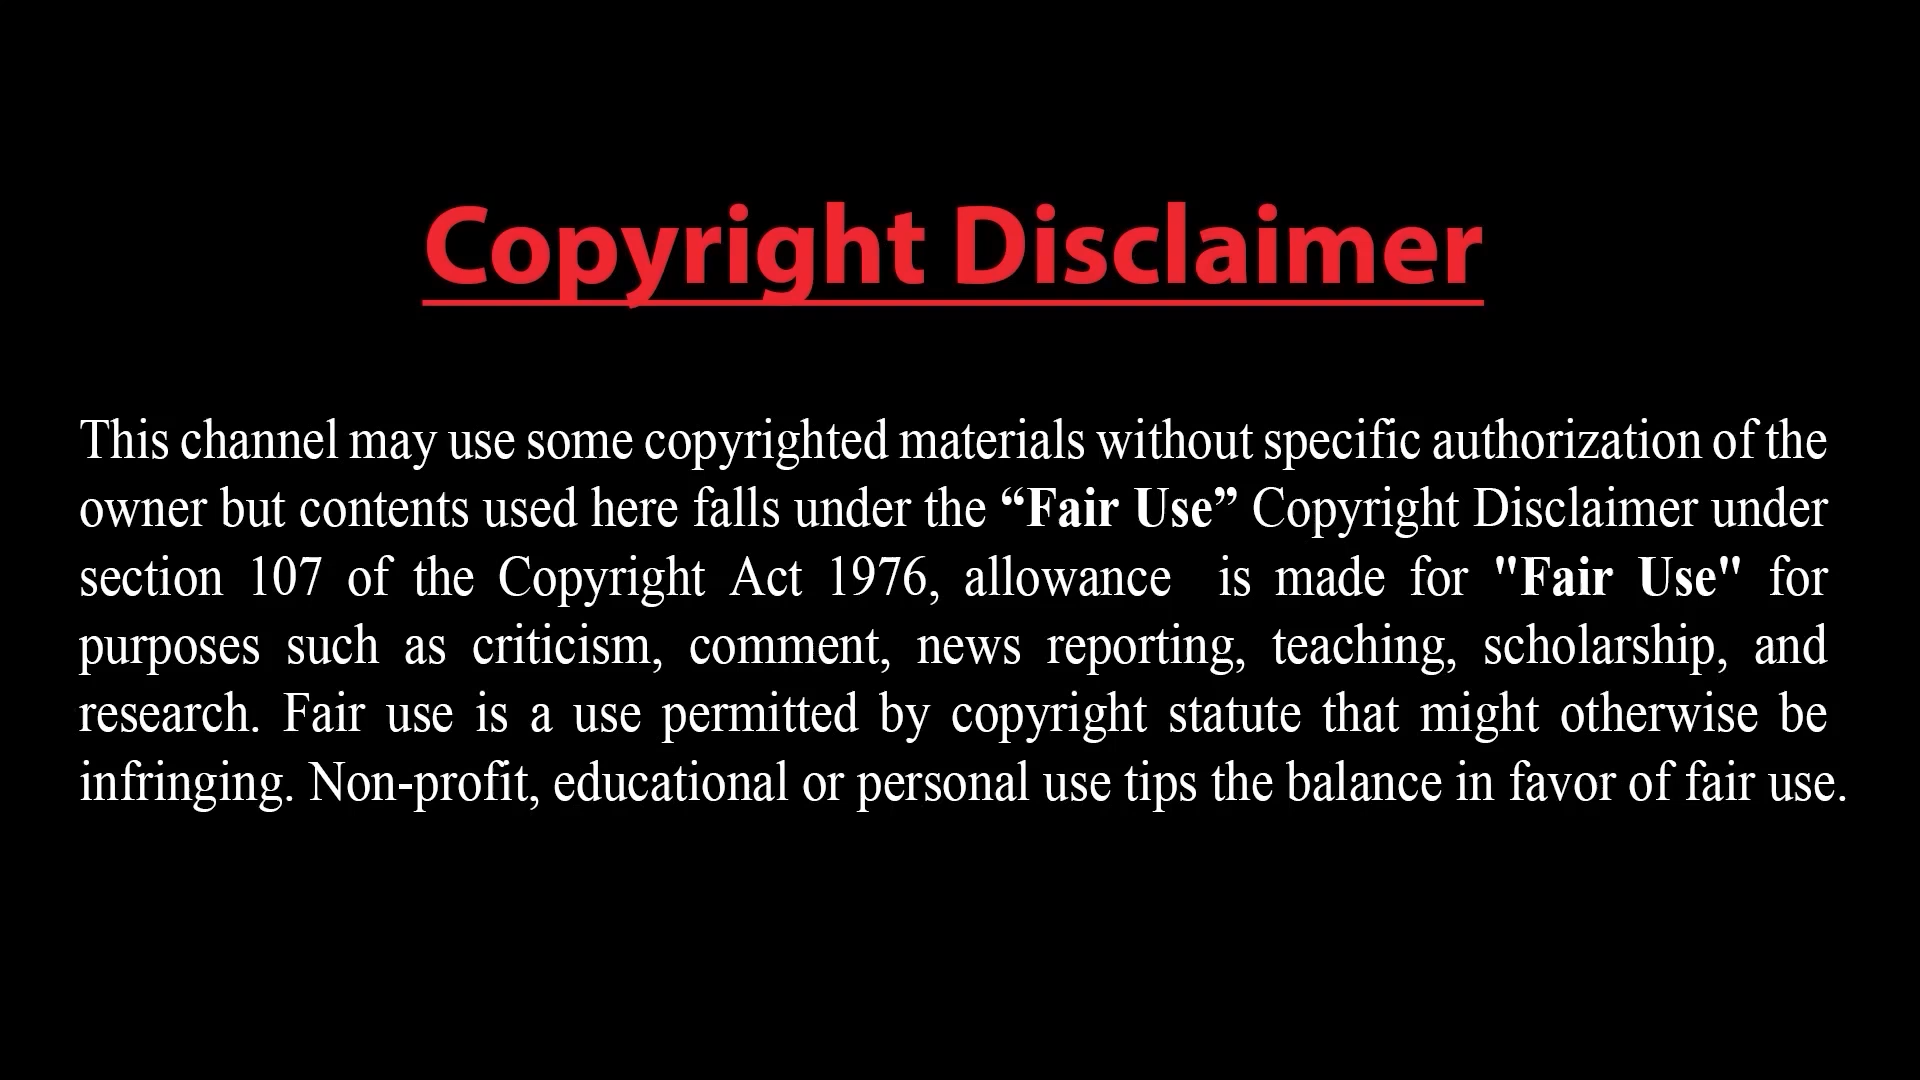 Copyright Disclaimer
This channel may use some copyrighted materials without specific authorization of the
owner but contents used here falls under the “Fair Use” Copyright Disclaimer under
section 107 of the Copyright Act 1976, allowance  is made for "Fair Use" for
purposes such as criticism, comment, news reporting, teaching, scholarship, and
research. Fair use is a use permitted by copyright statute that might otherwise be
infringing. Non-profit, educational or personal use tips the balance in favor of fair use.